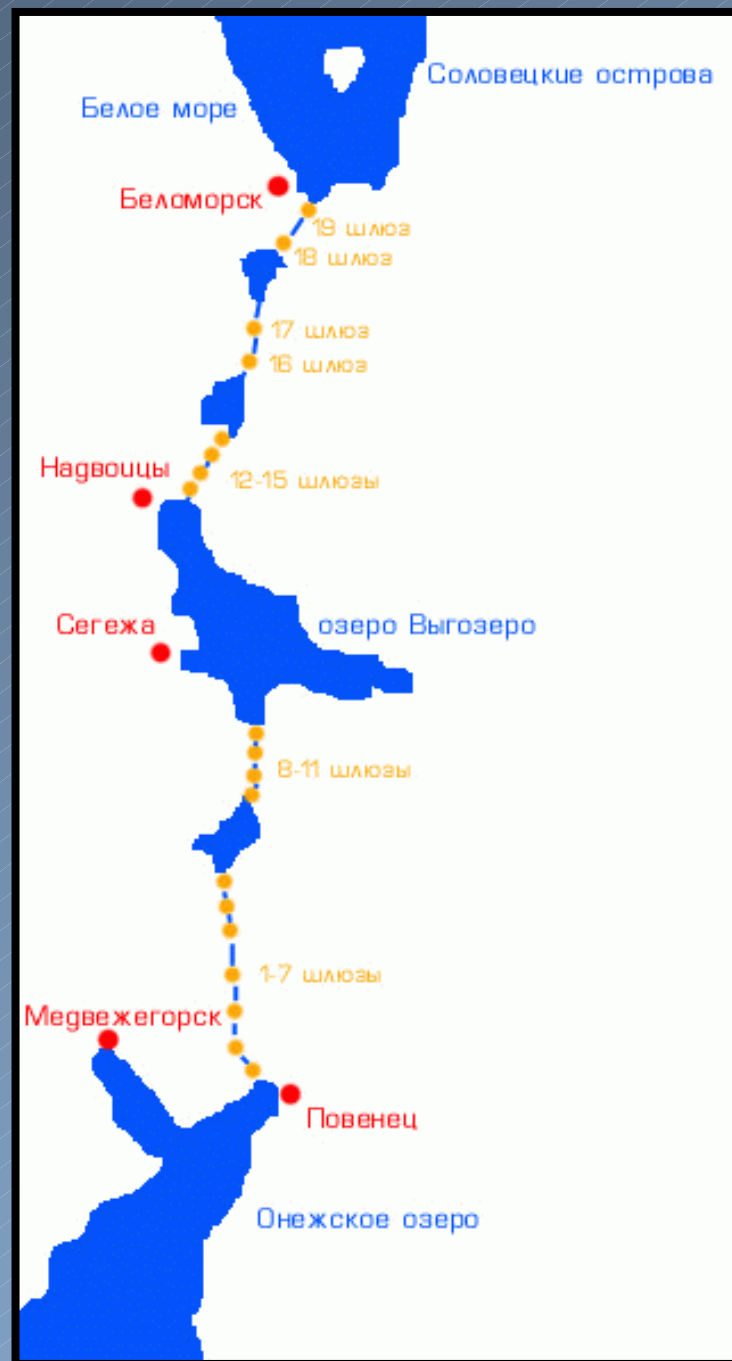 Соловецкие острова
Белое море
Беломорск
19 шлюз
18 шлюз
17 шлюз
16 шлюз
Надвоицы
12-15 шлюзы
Сегежа
озеро Выгозеро
8-11 шлюзы
1-7 шлюзы
Медвежегорск
Повенец
Онежское озеро